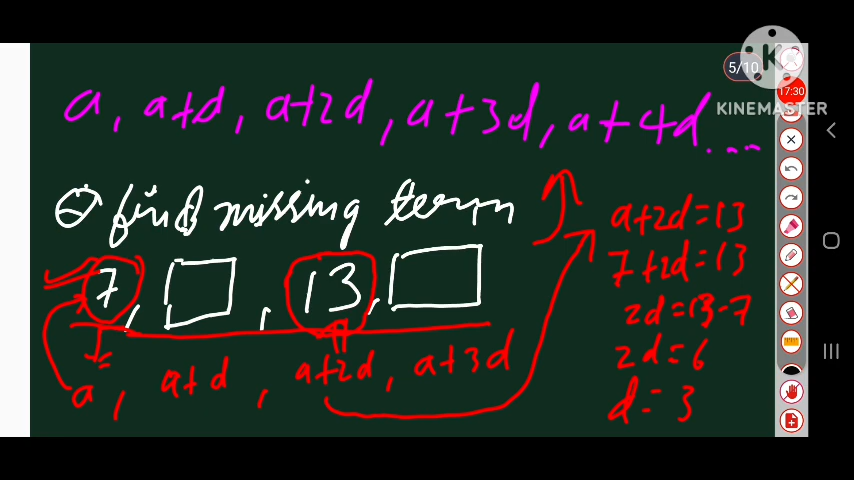 5/10
17:30
KINEMASTER
a, a+d, a+2d, a+3d, a+4d....
Q find missing term
7, , 13,
a, a+d, a+2d, a+3d
a+2d=13
7+2d=13
2d=13-7
2d=6
d=3